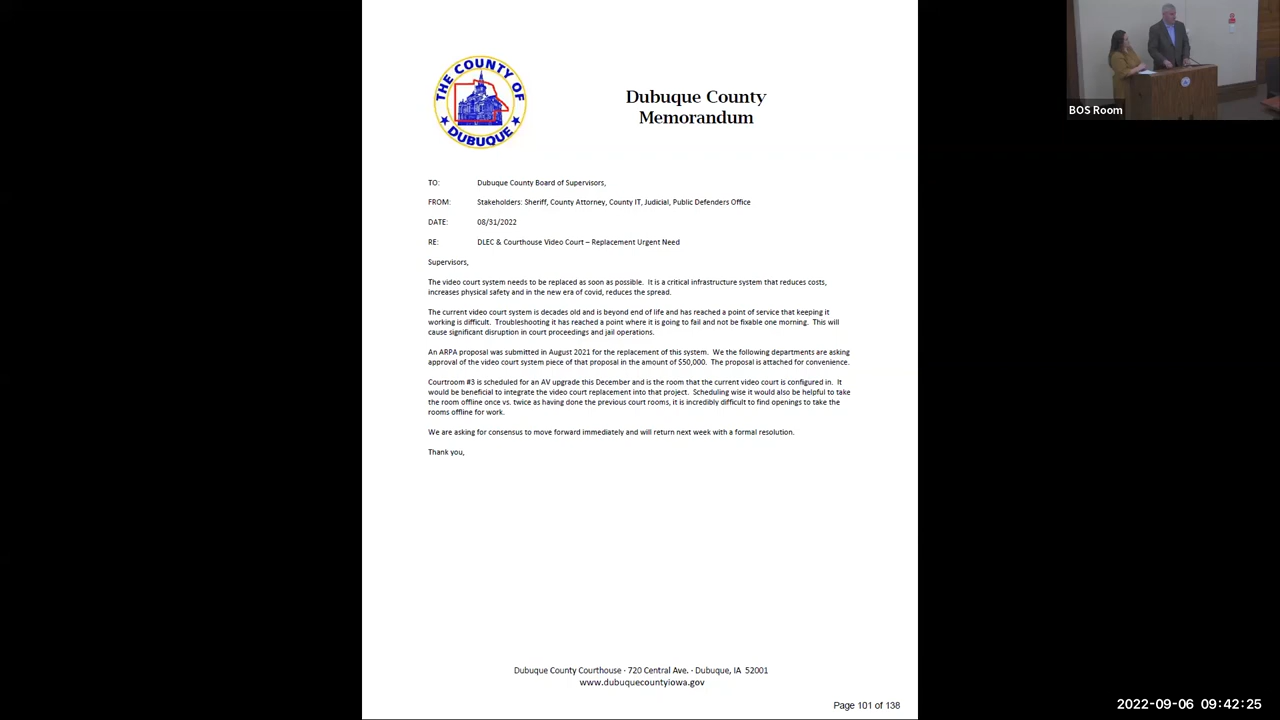 THE COUNTY OF
DUBUQUE
Dubuque County
Memorandum
BOS Room
TO: Dubuque County Board of Supervisors,
FROM: Stakeholders: Sheriff, County Attorney, County IT, Judicial, Public Defenders Office
DATE: 08/31/2022
RE: DLEC & Courthouse Video Court – Replacement Urgent Need
Supervisors,
The video court system needs to be replaced as soon as possible.  It is a critical infrastructure system that reduces costs,
increases physical safety and in the new era of covid, reduces the spread.
The current video court system is decades old and is beyond end of life and has reached a point of service that keeping it
working is difficult.  Troubleshooting it has reached a point where it is going to fail and not be fixable one morning.  This will
cause significant disruption in court proceedings and jail operations.
An ARPA proposal was submitted in August 2021 for the replacement of this system.  We the following departments are asking
approval of the video court system piece of that proposal in the amount of $50,000.  The proposal is attached for convenience.
Courtroom #3 is scheduled for an AV upgrade this December and is the room that the current video court is configured in.  It
would be beneficial to integrate the video court replacement into that project.  Scheduling wise it would also be helpful to take
the room offline once vs. twice as having done the previous court rooms, it is incredibly difficult to find openings to take the
rooms offline for work.
We are asking for consensus to move forward immediately and will return next week with a formal resolution.
Thank you,
Dubuque County Courthouse · 720 Central Ave. · Dubuque, IA  52001
www.dubuquecountyiowa.gov
Page 101 of 138
2022-09-06 09:42:25